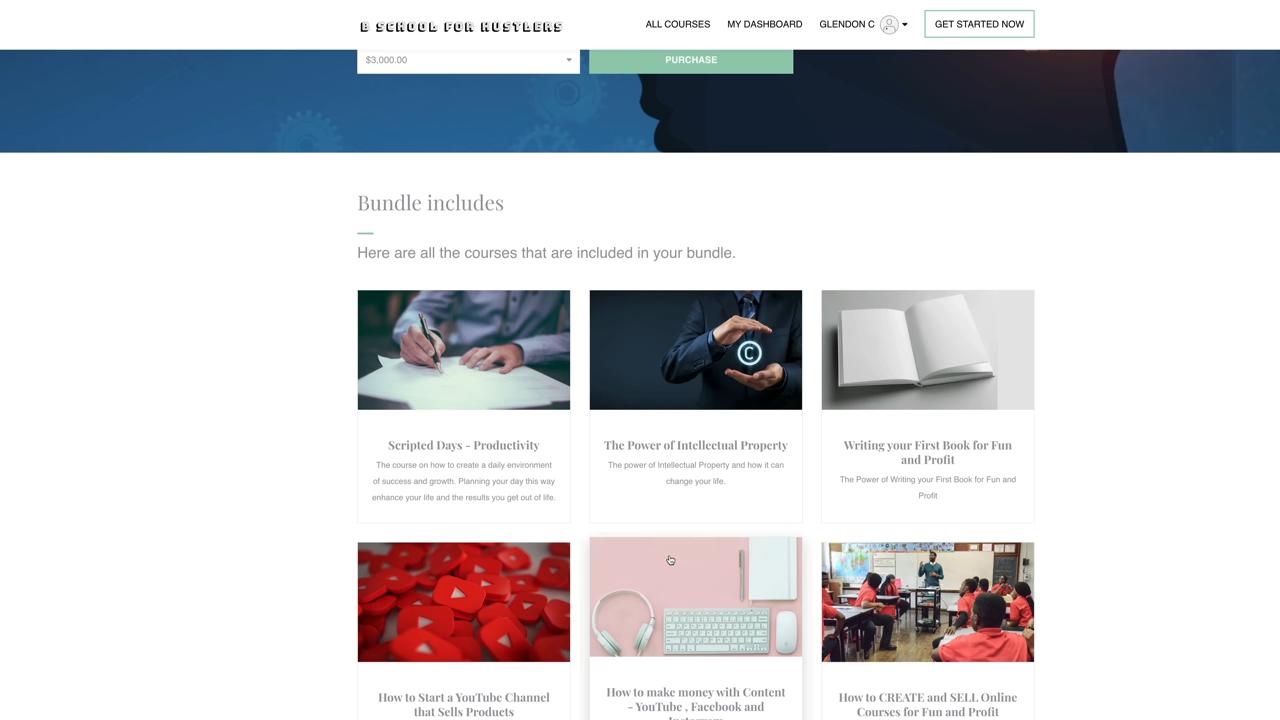 B SCHOOL FOR HUSTLERS
ALL COURSES
MY DASHBOARD
GLENDON C
GET STARTED NOW
$3,000.00
PURCHASE
Bundle includes
Here are all the courses that are included in your bundle.
Scripted Days - Productivity
The course on how to create a daily environment
of success and growth. Planning your day this way
enhance your life and the results you get out of life.
C
The Power of Intellectual Property
The power of Intellectual Property and how it can
change your life.
Writing your First Book for Fun
and Profit
The Power of Writing your First Book for Fun and
Profit
How to Start a YouTube Channel
that Sells Products
How to make money with Content
- YouTube , Facebook and
How to CREATE and SELL Online
Courses for Fun and Profit